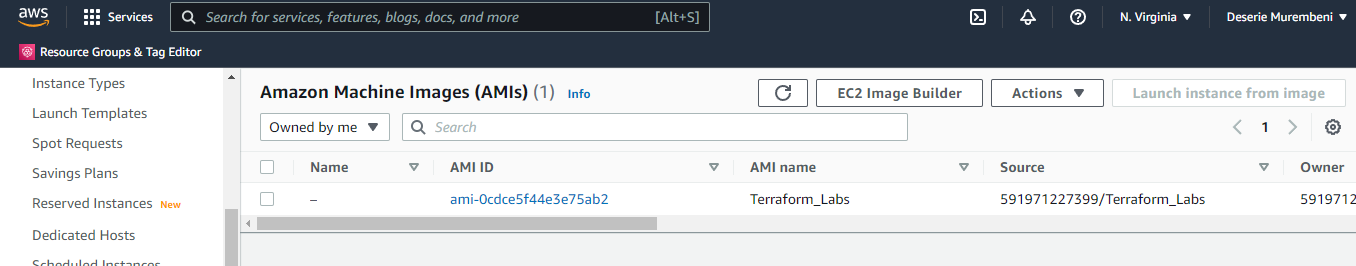 aws Services Search for services, features, blogs, docs, and more [Alt+S] N. Virginia Deserie Murembeni
Resource Groups & Tag Editor
Instance Types
Launch Templates
Spot Requests
Savings Plans
Reserved Instances New
Dedicated Hosts
Scheduled Instances
Amazon Machine Images (AMIs) (1) Info EC2 Image Builder Actions Launch instance from image
Owned by me Search 1
Name AMI ID AMI name Source Owner
– ami-0cdce5f44e3e75ab2 Terraform_Labs 591971227399/Terraform_Labs 5919712